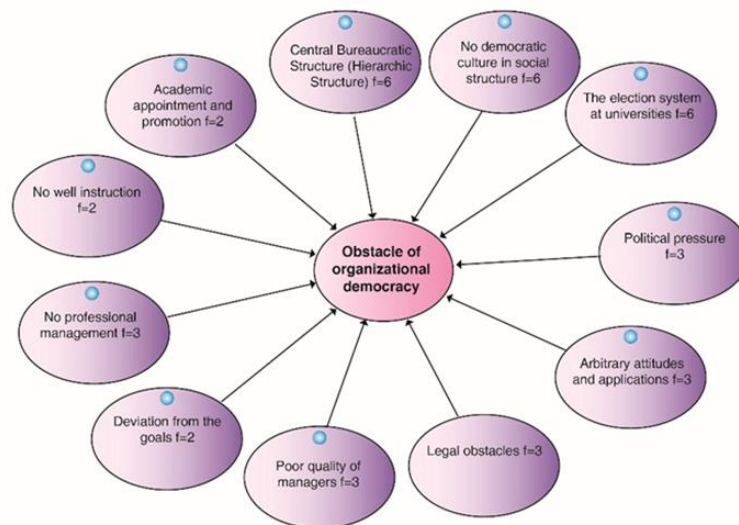 Central Bureaucratic
Structure (Hierarchic
Structure) f=6
No democratic
culture in social
structure f=6
The election system
at universities f=6
Political pressure
f=3
Arbitrary attitudes
and applications f=3
Legal obstacles f=3
Poor quality of
managers f=3
Deviation from the
goals f=2
No professional
management f=3
No well instruction
f=2
Academic
appointment and
promotion f=2
Obstacle of
organizational
democracy